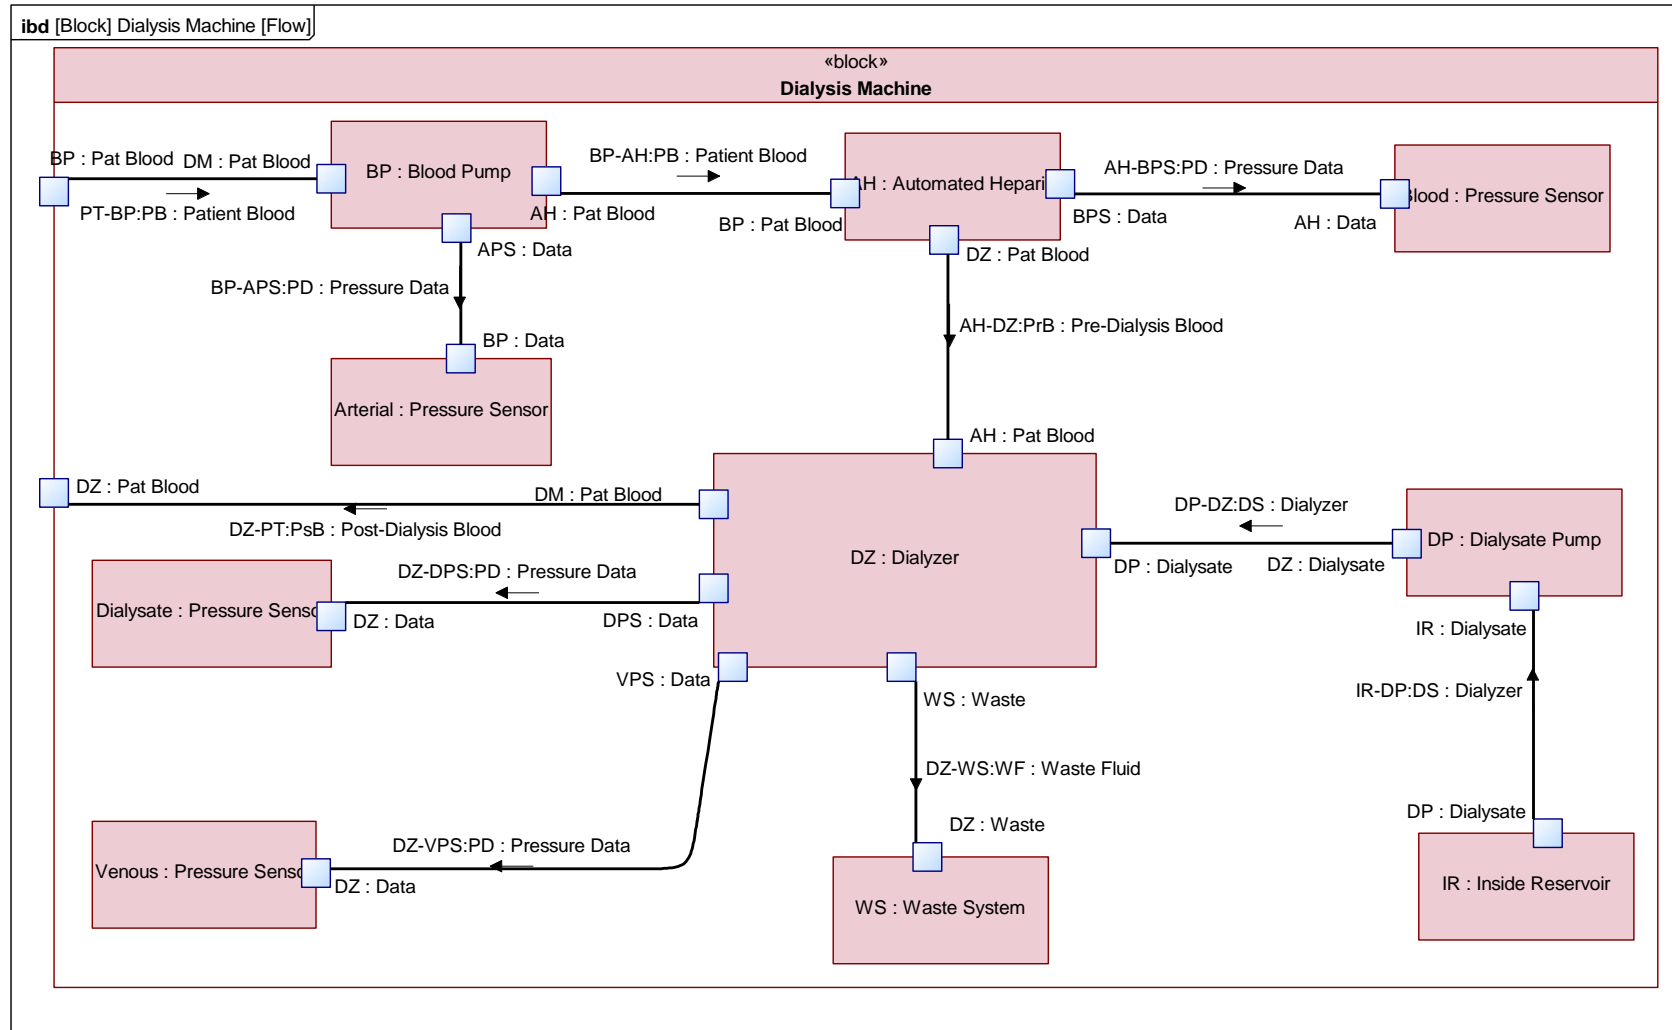 ibd [Block] Dialysis Machine [Flow]
«block»
Dialysis Machine
BP : Pat Blood
DM : Pat Blood
PT-BP:PB : Patient Blood
BP : Blood Pump
BP-AH:PB : Patient Blood
AH : Pat Blood
BP : Pat Blood
AH : Automated Hepari
AH-BPS:PD : Pressure Data
BPS : Data
AH : Data
Blood : Pressure Sensor
APS : Data
BP-APS:PD : Pressure Data
BP : Data
Arterial : Pressure Sensor
DZ : Pat Blood
AH-DZ:PrB : Pre-Dialysis Blood
AH : Pat Blood
DZ : Pat Blood
DM : Pat Blood
DZ-PT:PsB : Post-Dialysis Blood
DZ : Dialyzer
DP-DZ:DS : Dialyzer
DP : Dialysate
DZ : Dialysate
DP : Dialysate Pump
DZ-DPS:PD : Pressure Data
Dialysate : Pressure Senso
DZ : Data
DPS : Data
IR : Dialysate
IR-DP:DS : Dialyzer
VPS : Data
WS : Waste
DZ-WS:WF : Waste Fluid
DZ : Waste
DP : Dialysate
DZ-VPS:PD : Pressure Data
Venous : Pressure Senso
DZ : Data
WS : Waste System
IR : Inside Reservoir